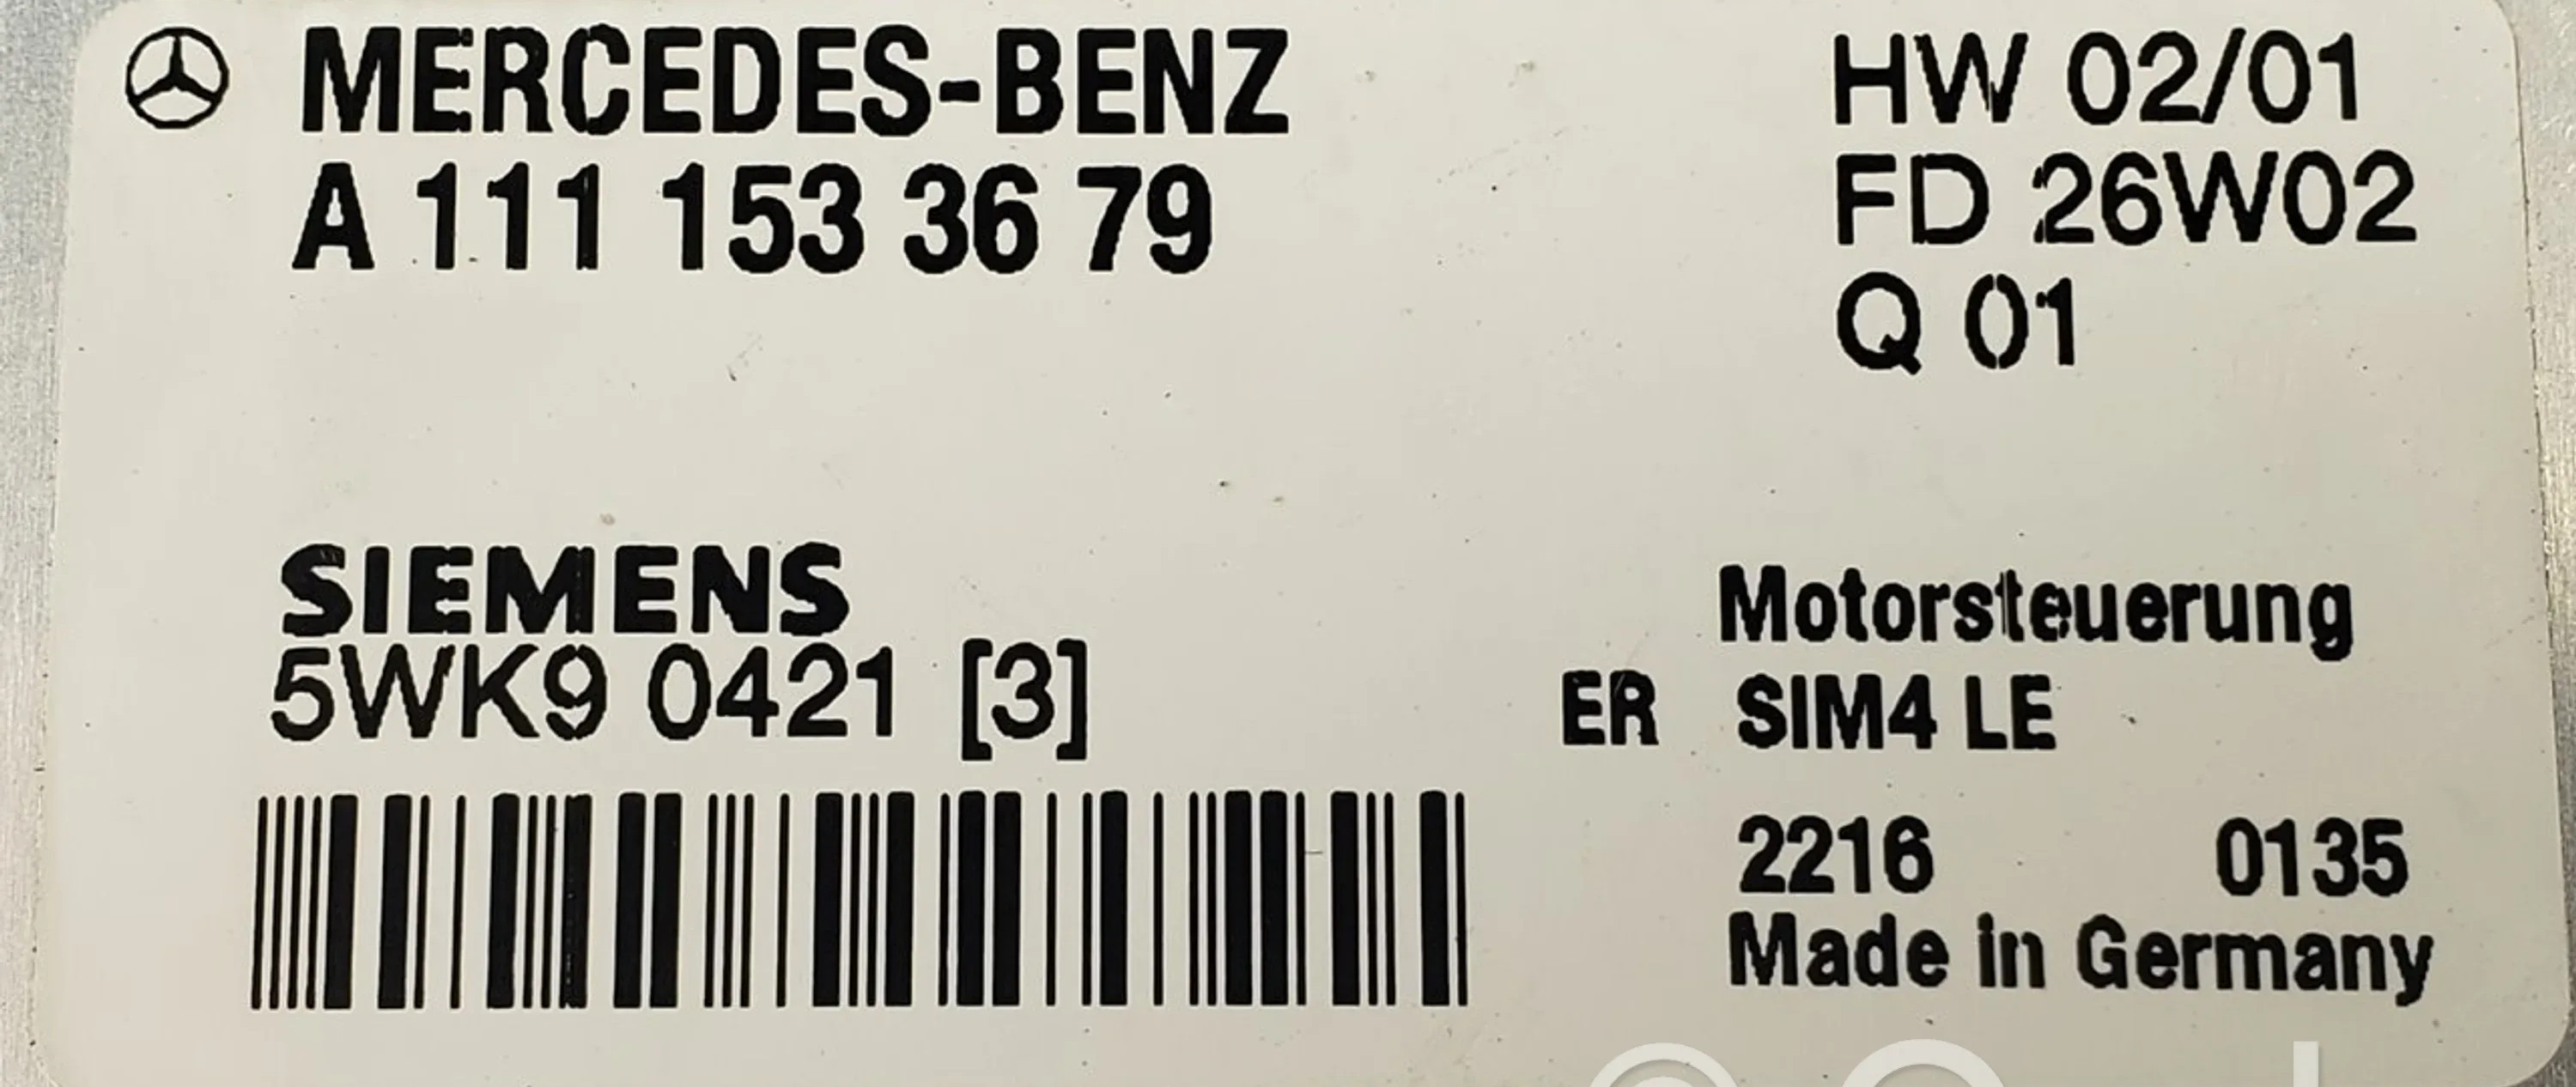 MERCEDES-BENZ
A 111 153 36 79
HW 02/01
FD 26W02
Q 01
SIEMENS
5WK9 0421 [3]
Motorsteuerung
ER SIM4 LE
2216 0135
Made in Germany